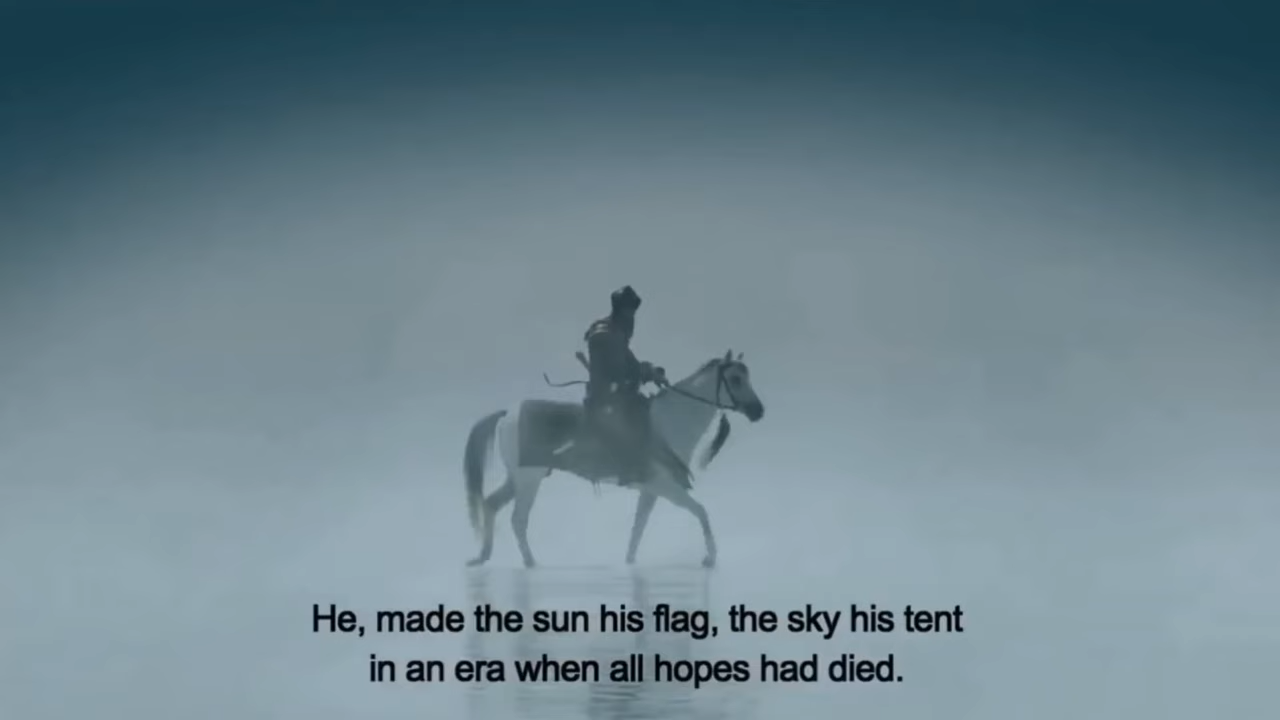 He, made the sun his flag, the sky his tent
in an era when all hopes had died.